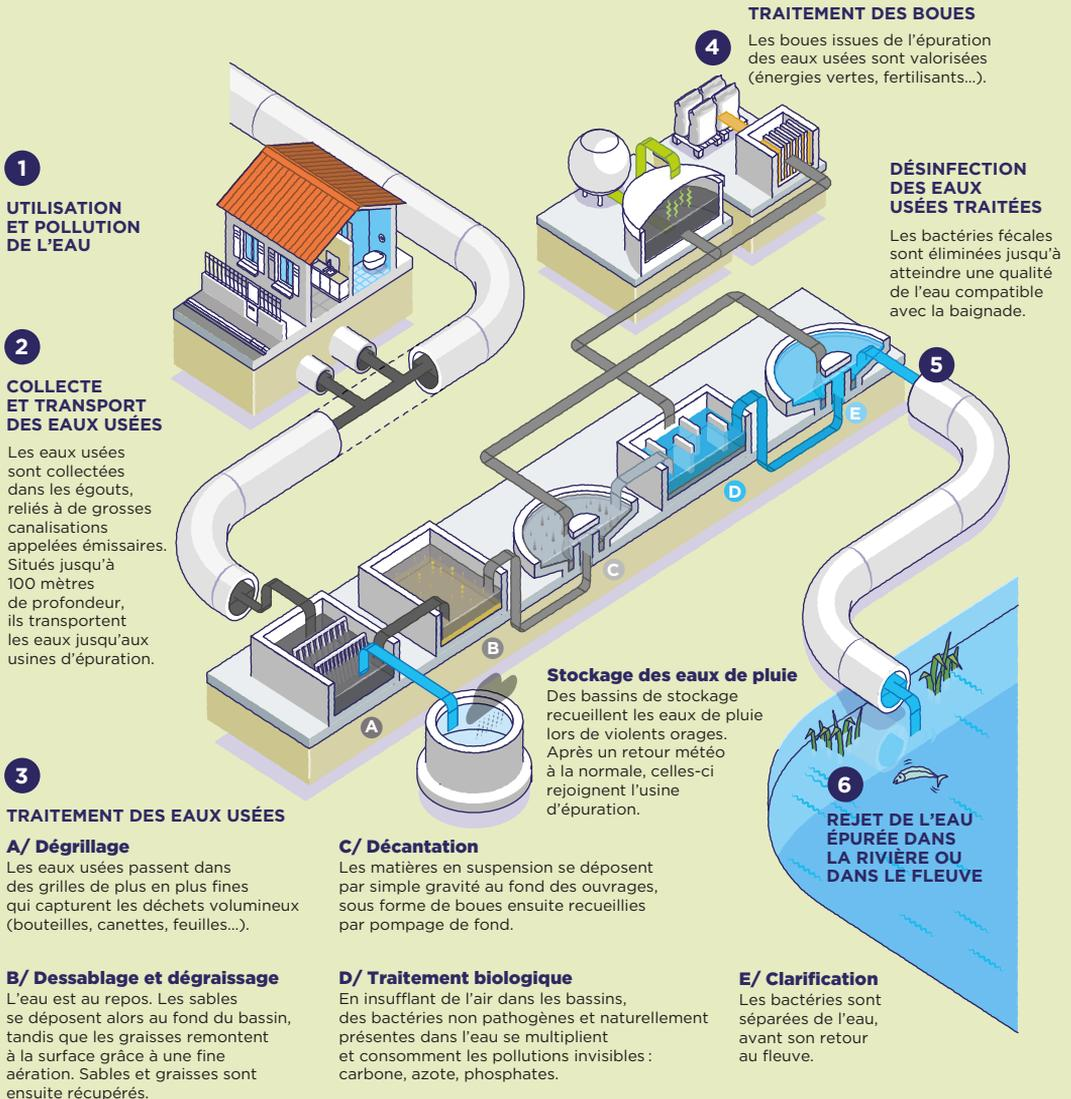 1
UTILISATION
ET POLLUTION
DE L’EAU
2
COLLECTE
ET TRANSPORT
DES EAUX USÉES
Les eaux usées
sont collectées
dans les égouts,
reliés à de grosses
canalisations
appelées émissaires.
Situés jusqu’à
100 mètres
de profondeur,
ils transportent
les eaux jusqu’aux
usines d’épuration.
TRAITEMENT DES BOUES
4
Les boues issues de l’épuration
des eaux usées sont valorisées
(énergies vertes, fertilisants…).
DÉSINFECTION
DES EAUX
USÉES TRAITÉES
Les bactéries fécales
sont éliminées jusqu’à
atteindre une qualité
de l’eau compatible
avec la baignade.
5
E
D
C
B
A
Stockage des eaux de pluie
Des bassins de stockage
recueillent les eaux de pluie
lors de violents orages.
Après un retour météo
à la normale, celles-ci
rejoignent l’usine
d’épuration.
6
REJET DE L’EAU
ÉPURÉE DANS
LA RIVIÈRE OU
DANS LE FLEUVE
3
TRAITEMENT DES EAUX USÉES
A/ Dégrillage
Les eaux usées passent dans
des grilles de plus en plus fines
qui capturent les déchets volumineux
(bouteilles, canettes, feuilles…).
B/ Dessablage et dégraissage
L’eau est au repos. Les sables
se déposent alors au fond du bassin,
tandis que les graisses remontent
à la surface grâce à une fine
aération. Sables et graisses sont
ensuite récupérés.
C/ Décantation
Les matières en suspension se déposent
par simple gravité au fond des ouvrages,
sous forme de boues ensuite recueillies
par pompage de fond.
D/ Traitement biologique
En insufflant de l’air dans les bassins,
des bactéries non pathogènes et naturellement
présentes dans l’eau se multiplient
et consomment les pollutions invisibles :
carbone, azote, phosphates.
E/ Clarification
Les bactéries sont
séparées de l’eau,
avant son retour
au fleuve.